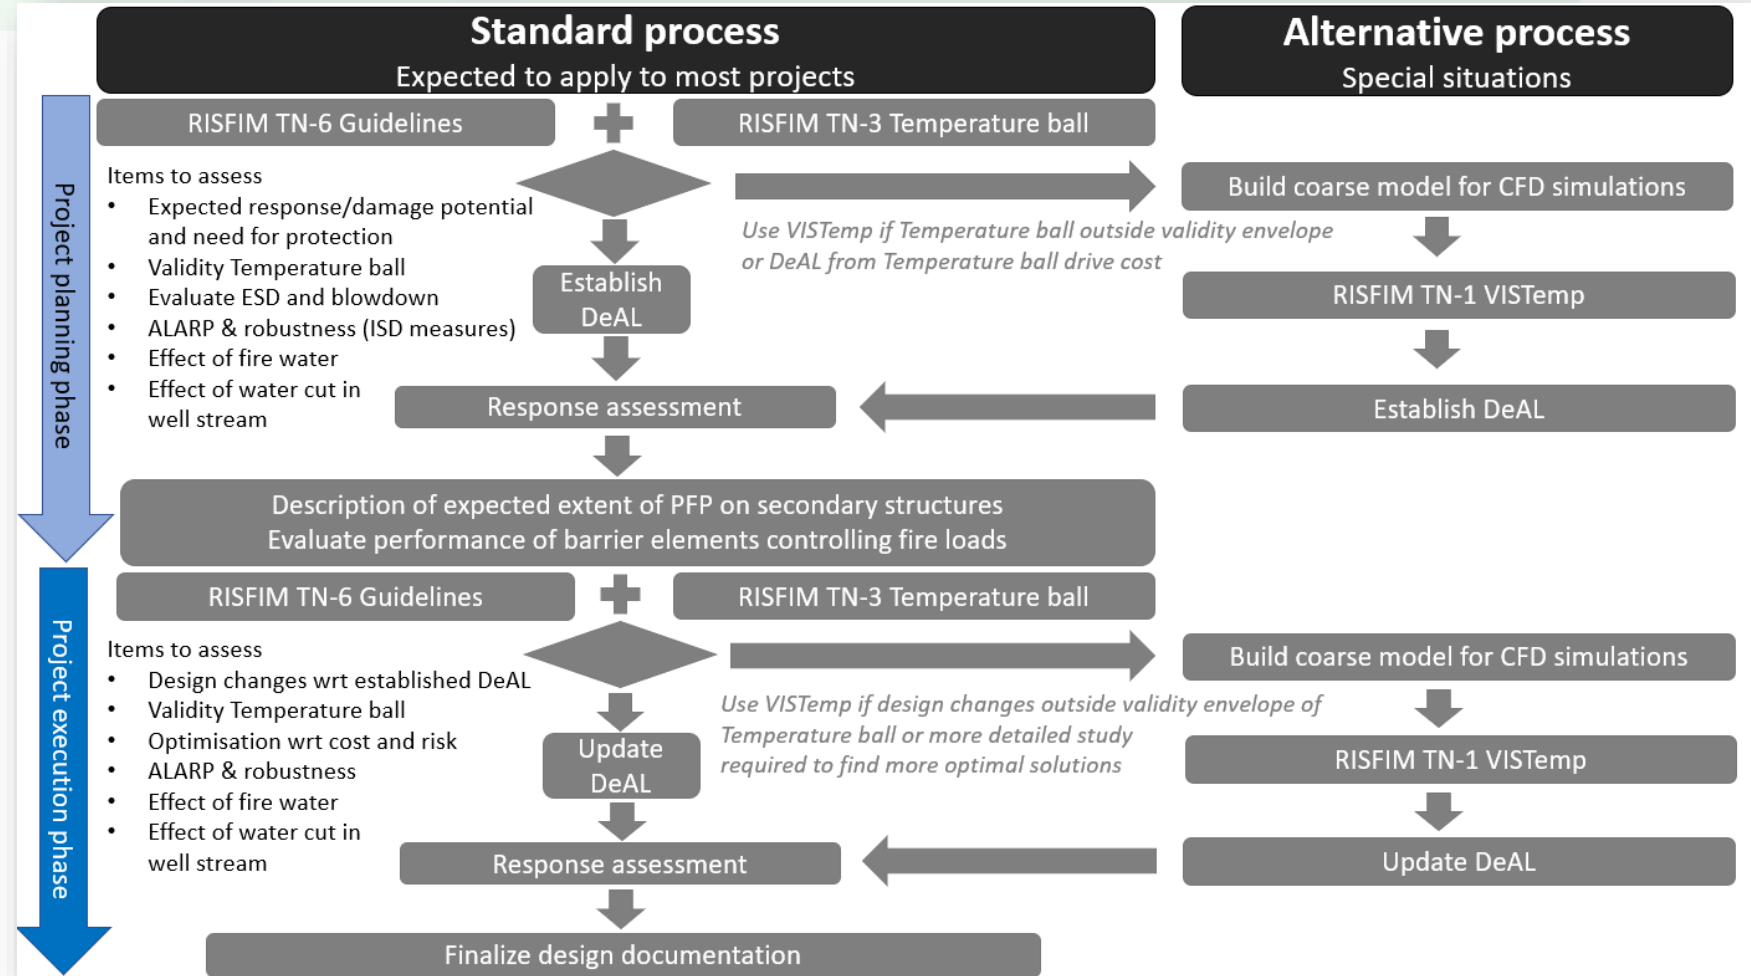 Standard process
Expected to apply to most projects
Alternative process
Special situations
Project planning phase
RISFIM TN-6 Guidelines
RISFIM TN-3 Temperature ball
Items to assess
• Expected response/damage potential
and need for protection
• Validity Temperature ball
• Evaluate ESD and blowdown
• ALARP & robustness (ISD measures)
• Effect of fire water
• Effect of water cut in
well stream
Use VISTemp if Temperature ball outside validity envelope
or DeAL from Temperature ball drive cost
Establish
DeAL
Response assessment
Build coarse model for CFD simulations
RISFIM TN-1 VISTemp
Establish DeAL
Description of expected extent of PFP on secondary structures
Evaluate performance of barrier elements controlling fire loads
Project execution phase
RISFIM TN-6 Guidelines
RISFIM TN-3 Temperature ball
Items to assess
• Design changes wrt established DeAL
• Validity Temperature ball
• Optimisation wrt cost and risk
• ALARP & robustness
• Effect of fire water
• Effect of water cut in
well stream
Use VISTemp if design changes outside validity envelope of
Temperature ball or more detailed study
required to find more optimal solutions
Update
DeAL
Response assessment
Build coarse model for CFD simulations
RISFIM TN-1 VISTemp
Update DeAL
Finalize design documentation